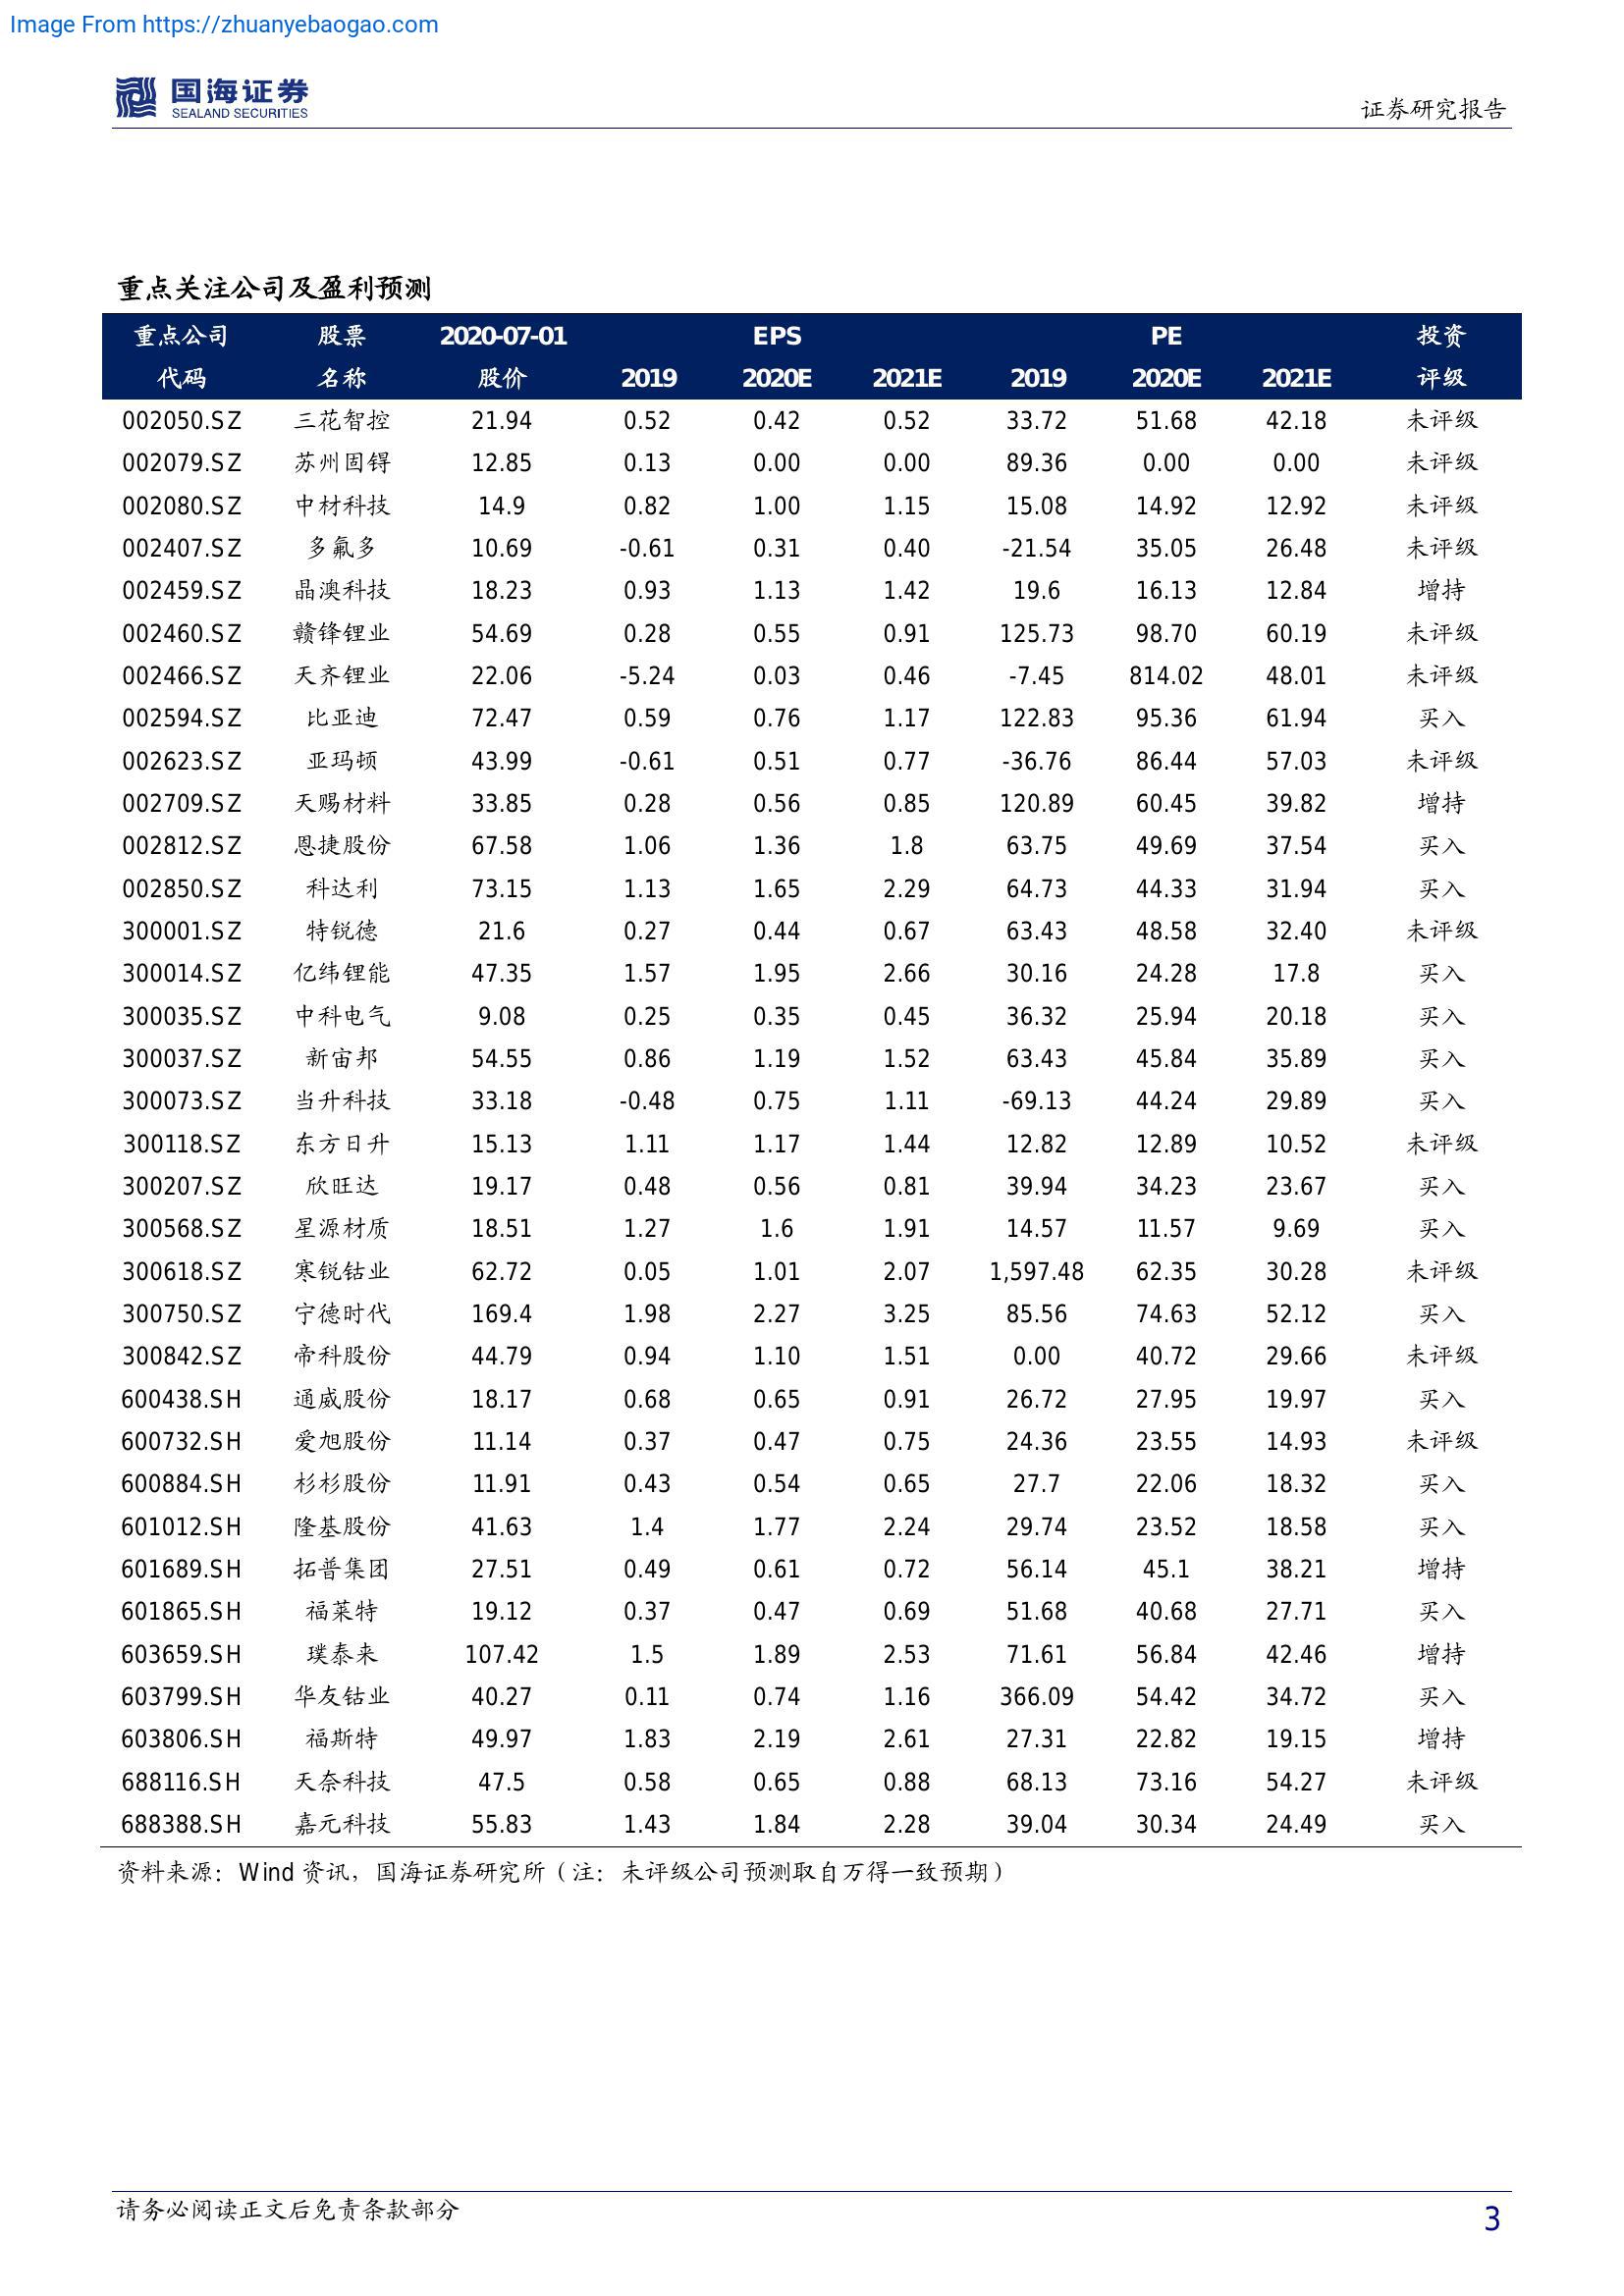 Image From https://zhuanyebaogao.com
国海证券
SEALAND SECURITIES
证券研究报告
重点关注公司及盈利预测
重点公司 股票 2020-07-01 EPS PE 投资
代码 名称 股价 2019 2020E 2021E 2019 2020E 2021E 评级
002050.SZ 三花智控 21.94 0.52 0.42 0.52 33.72 51.68 42.18 未评级
002079.SZ 苏州固锝 12.85 0.13 0.00 0.00 89.36 0.00 0.00 未评级
002080.SZ 中材科技 14.9 0.82 1.00 1.15 15.08 14.92 12.92 未评级
002407.SZ 多氟多 10.69 -0.61 0.31 0.40 -21.54 35.05 26.48 未评级
002459.SZ 晶澳科技 18.23 0.93 1.13 1.42 19.6 16.13 12.84 增持
002460.SZ 赣锋锂业 54.69 0.28 0.55 0.91 125.73 98.70 60.19 未评级
002466.SZ 天齐锂业 22.06 -5.24 0.03 0.46 -7.45 814.02 48.01 未评级
002594.SZ 比亚迪 72.47 0.59 0.76 1.17 122.83 95.36 61.94 买入
002623.SZ 亚玛顿 43.99 -0.61 0.51 0.77 -36.76 86.44 57.03 未评级
002709.SZ 天赐材料 33.85 0.28 0.56 0.85 120.89 60.45 39.82 增持
002812.SZ 恩捷股份 67.58 1.06 1.36 1.8 63.75 49.69 37.54 买入
002850.SZ 科达利 73.15 1.13 1.65 2.29 64.73 44.33 31.94 买入
300001.SZ 特锐德 21.6 0.27 0.44 0.67 63.43 48.58 32.40 未评级
300014.SZ 亿纬锂能 47.35 1.57 1.95 2.66 30.16 24.28 17.8 买入
300035.SZ 中科电气 9.08 0.25 0.35 0.45 36.32 25.94 20.18 买入
300037.SZ 新宙邦 54.55 0.86 1.19 1.52 63.43 45.84 35.89 买入
300073.SZ 当升科技 33.18 -0.48 0.75 1.11 -69.13 44.24 29.89 买入
300118.SZ 东方日升 15.13 1.11 1.17 1.44 12.82 12.89 10.52 未评级
300207.SZ 欣旺达 19.17 0.48 0.56 0.81 39.94 34.23 23.67 买入
300568.SZ 星源材质 18.51 1.27 1.6 1.91 14.57 11.57 9.69 买入
300618.SZ 寒锐钴业 62.72 0.05 1.01 2.07 1,597.48 62.35 30.28 未评级
300750.SZ 宁德时代 169.4 1.98 2.27 3.25 85.56 74.63 52.12 买入
300842.SZ 帝科股份 44.79 0.94 1.10 1.51 0.00 40.72 29.66 未评级
600438.SH 通威股份 18.17 0.68 0.65 0.91 26.72 27.95 19.97 买入
600732.SH 爱旭股份 11.14 0.37 0.47 0.75 24.36 23.55 14.93 未评级
600884.SH 杉杉股份 11.91 0.43 0.54 0.65 27.7 22.06 18.32 买入
601012.SH 隆基股份 41.63 1.4 1.77 2.24 29.74 23.52 18.58 买入
601689.SH 拓普集团 27.51 0.49 0.61 0.72 56.14 45.1 38.21 增持
601865.SH 福莱特 19.12 0.37 0.47 0.69 51.68 40.68 27.71 买入
603659.SH 璞泰来 107.42 1.5 1.89 2.53 71.61 56.84 42.46 增持
603799.SH 华友钴业 40.27 0.11 0.74 1.16 366.09 54.42 34.72 买入
603806.SH 福斯特 49.97 1.83 2.19 2.61 27.31 22.82 19.15 增持
688116.SH 天奈科技 47.5 0.58 0.65 0.88 68.13 73.16 54.27 未评级
688388.SH 嘉元科技 55.83 1.43 1.84 2.28 39.04 30.34 24.49 买入
资料来源：Wind 资讯，国海证券研究所（注：未评级公司预测取自万得一致预期）
请务必阅读正文后免责条款部分
3